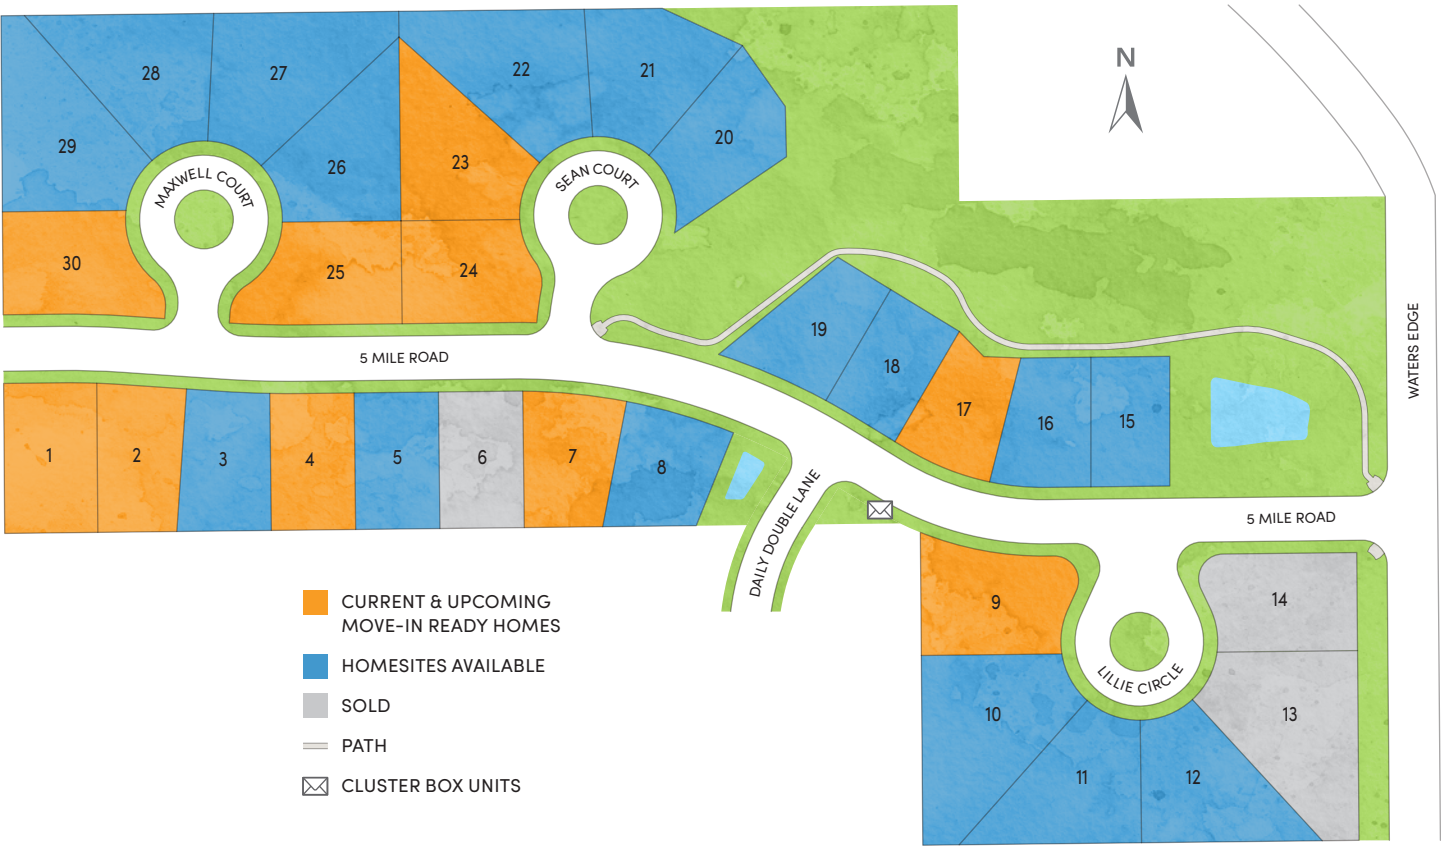 N
28
27
22
21
20
29
26
23
MAXWELL COURT
SEAN COURT
30
25
24
19
18
17
16
15
5 MILE ROAD
WATERS EDGE
1
2
3
4
5
6
7
8
DAILY DOUBLE LANE
5 MILE ROAD
9
14
LILLIE CIRCLE
10
13
11
12
CURRENT & UPCOMING
MOVE-IN READY HOMES
HOMESITES AVAILABLE
SOLD
PATH
CLUSTER BOX UNITS